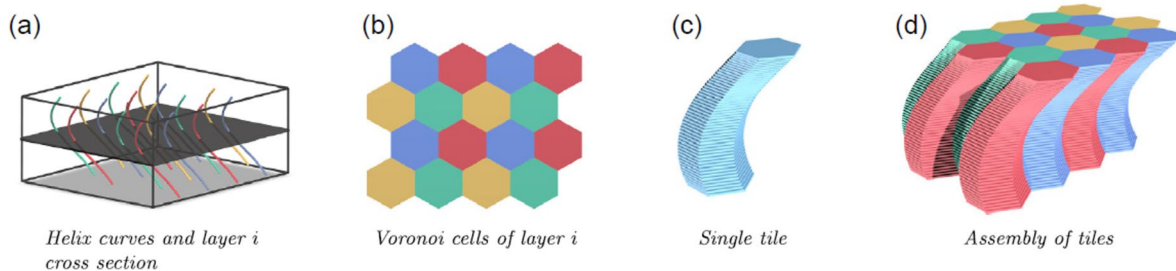 (a)
(b)
(c)
(d)
Helix curves and layer i
cross section
Voronoi cells of layer i
Single tile
Assembly of tiles